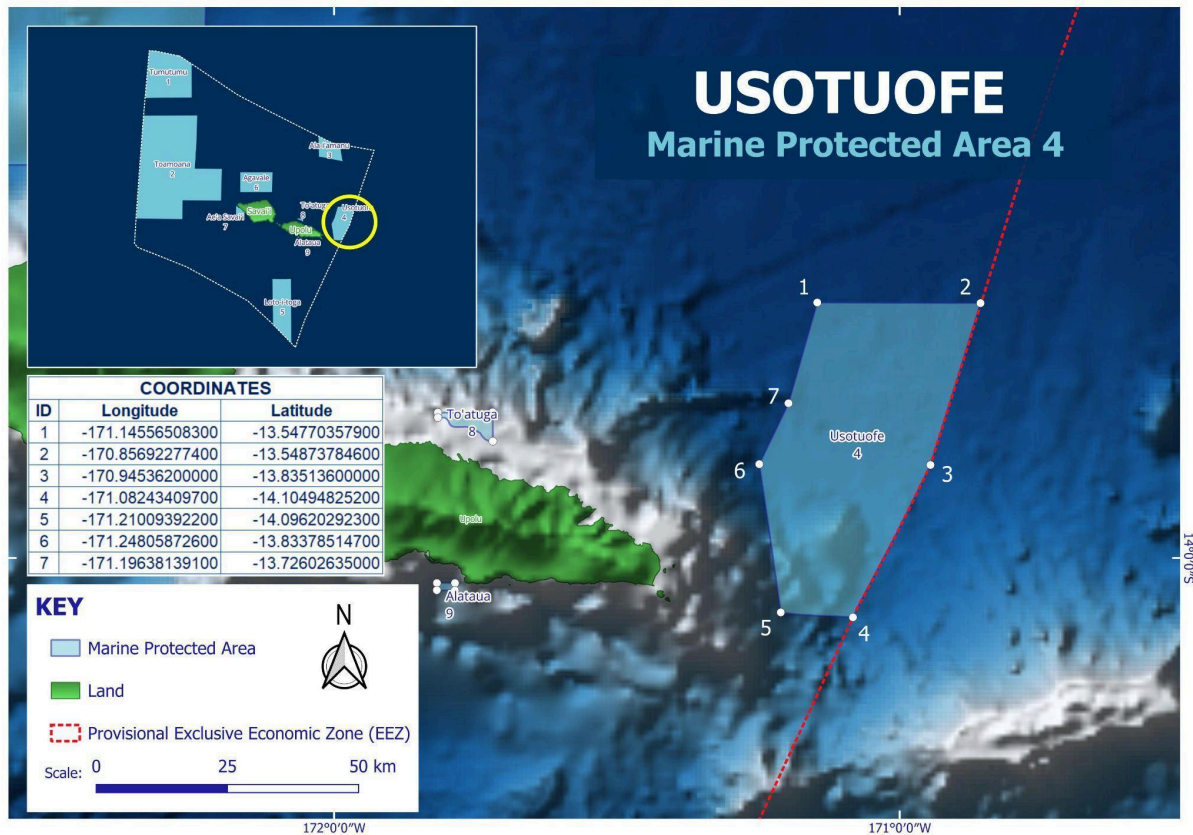 USOTUOFE
Marine Protected Area 4
Tumutumu
1
Toamoana
2
3
Agavale
6
Savai'i
7
To'atuga
8
Usotuofe
4
Upolu
Alataua
9
5
COORDINATES
ID Longitude Latitude
1 -171.14556508300 -13.54770357900
2 -170.85692277400 -13.54873784600
3 -170.94536200000 -13.83513600000
4 -171.08243409700 -14.10494825200
5 -171.21009392200 -14.09620292300
6 -171.24805872600 -13.83378514700
7 -171.19638139100 -13.72602635000
1
2
3
4
5
6
7
Usotuofe
4
To'atuga
8
Upolu
Alataua
9
KEY
N
Marine Protected Area
Land
Provisional Exclusive Economic Zone (EEZ)
Scale: 0 25 50 km
14°0'0"S
172°0'0"W
171°0'0"W